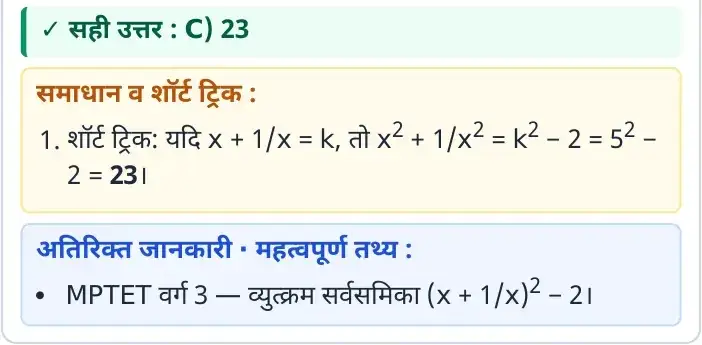 ✓ सही उत्तर : C) 23
समाधान व शॉर्ट ट्रिक :
1. शॉर्ट ट्रिक: यदि x + 1/x = k, तो x² + 1/x² = k² − 2 = 5² −
2 = 23।
अतिरिक्त जानकारी · महत्वपूर्ण तथ्य :
• MPTET वर्ग 3 — व्युत्क्रम सर्वसमिका (x + 1/x)² − 2।